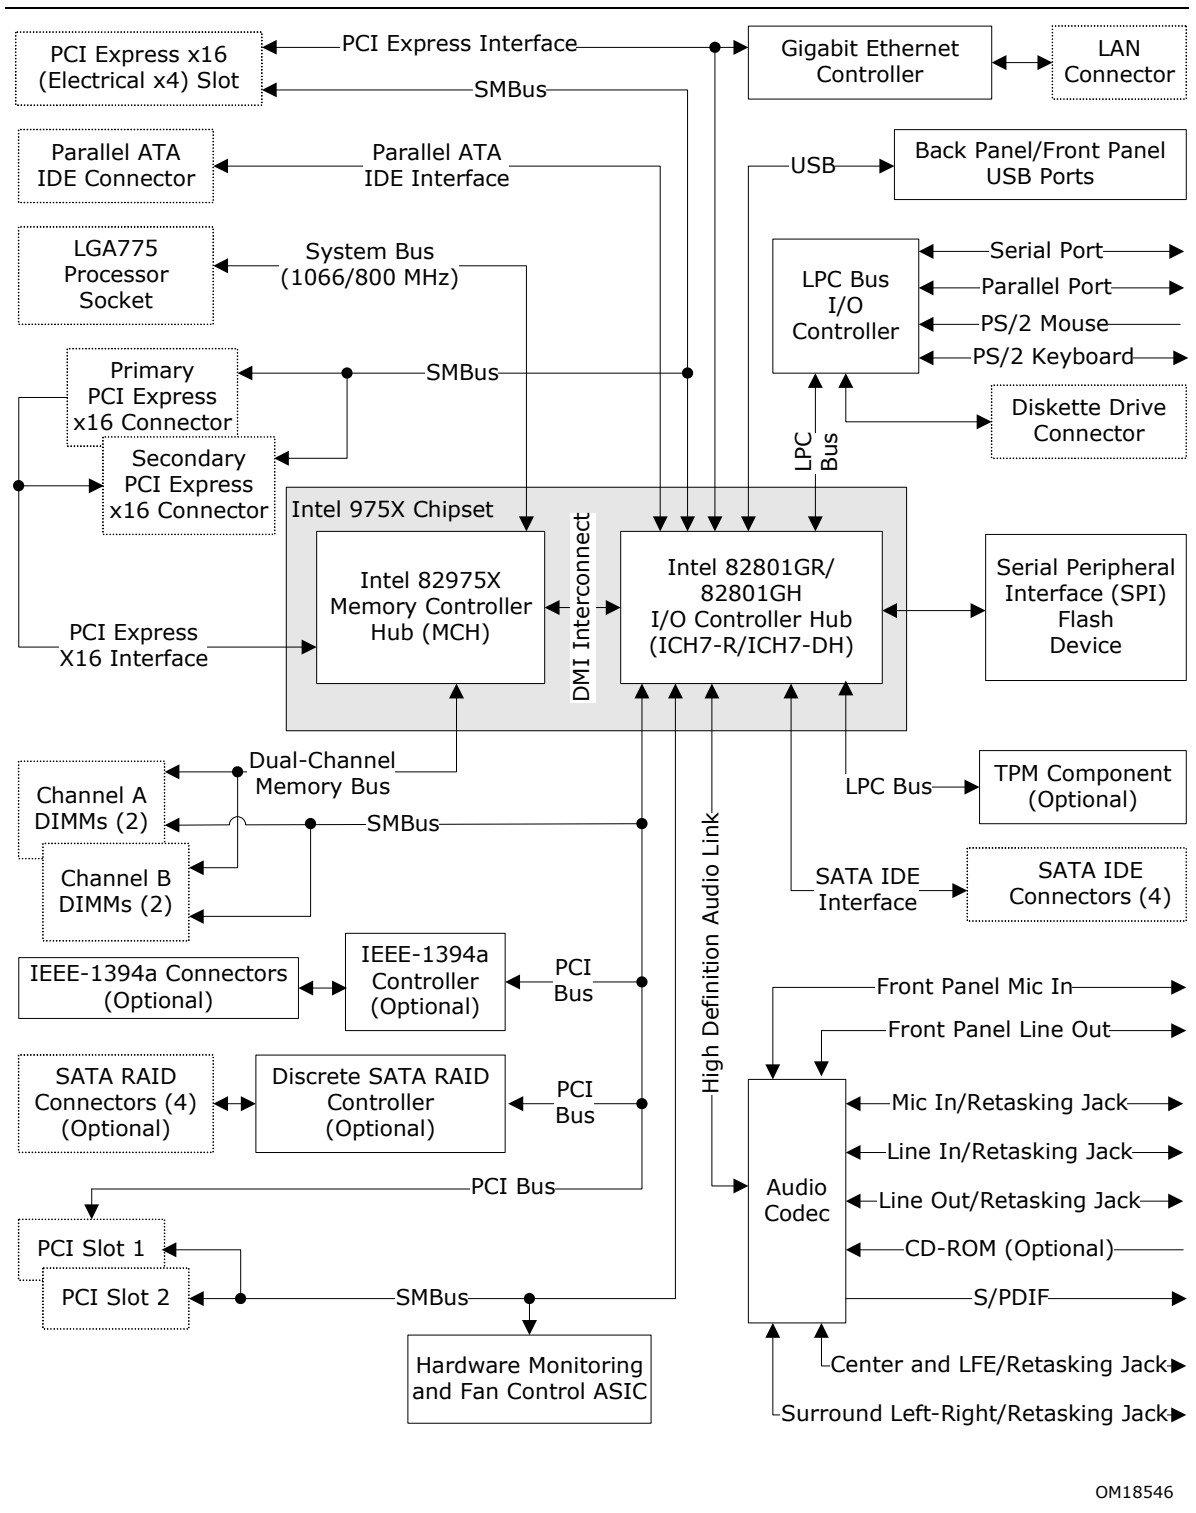 PCI Express x16
(Electrical x4) Slot
PCI Express Interface
SMBus
Gigabit Ethernet
Controller
LAN
Connector
Parallel ATA
IDE Connector
Parallel ATA
IDE Interface
USB
Back Panel/Front Panel
USB Ports
LGA775
Processor
Socket
System Bus
(1066/800 MHz)
LPC Bus
I/O
Controller
Serial Port
Parallel Port
PS/2 Mouse
PS/2 Keyboard
Primary
PCI Express
x16 Connector
SMBus
Secondary
PCI Express
x16 Connector
LPC
Bus
Diskette Drive
Connector
Intel 975X Chipset
Intel 82975X
Memory Controller
Hub (MCH)
DMI Interconnect
Intel 82801GR/
82801GH
I/O Controller Hub
(ICH7-R/ICH7-DH)
Serial Peripheral
Interface (SPI)
Flash
Device
PCI Express
X16 Interface
Dual-Channel
Memory Bus
Channel A
DIMMs (2)
SMBus
Channel B
DIMMs (2)
LPC Bus
TPM Component
(Optional)
SATA IDE
Interface
SATA IDE
Connectors (4)
High Definition Audio Link
IEEE-1394a Connectors
(Optional)
IEEE-1394a
Controller
(Optional)
PCI
Bus
SATA RAID
Connectors (4)
(Optional)
Discrete SATA RAID
Controller
(Optional)
PCI
Bus
PCI Bus
PCI Slot 1
PCI Slot 2
SMBus
Hardware Monitoring
and Fan Control ASIC
Front Panel Mic In
Front Panel Line Out
Audio
Codec
Mic In/Retasking Jack
Line In/Retasking Jack
Line Out/Retasking Jack
CD-ROM (Optional)
S/PDIF
Center and LFE/Retasking Jack
Surround Left-Right/Retasking Jack
OM18546